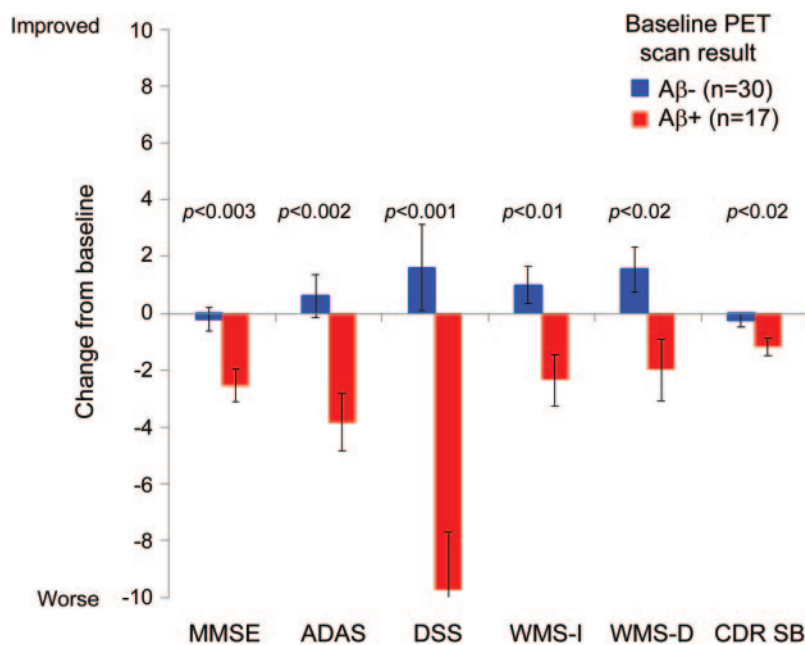 Improved
Baseline PET
scan result
Aβ- (n=30)
Aβ+ (n=17)
Change from baseline
10
8
6
4
p<0.003 p<0.002 p<0.001 p<0.01 p<0.02 p<0.02
2
0
-2
-4
-6
-8
Worse -10
MMSE ADAS DSS WMS-I WMS-D CDR SB